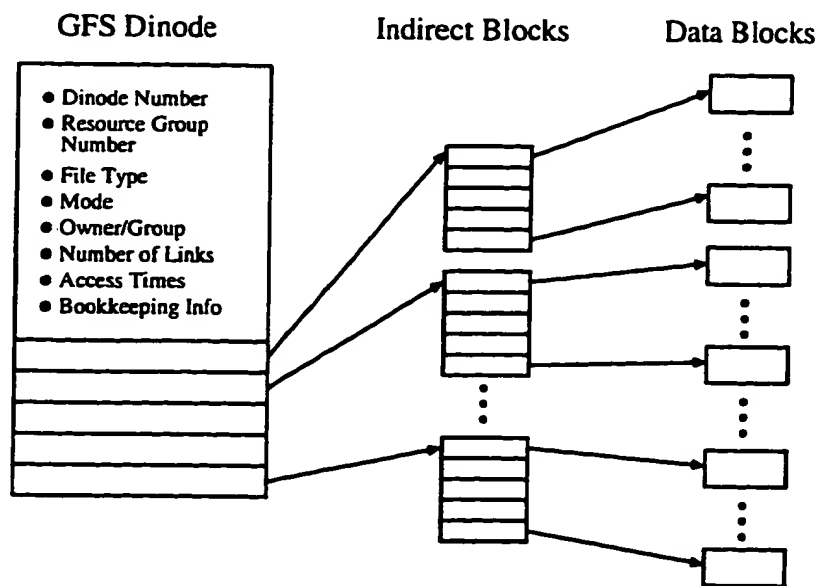 GFS Dinode
Indirect Blocks
Data Blocks
● Dinode Number
● Resource Group
Number
● File Type
● Mode
● Owner/Group
● Number of Links
● Access Times
● Bookkeeping Info